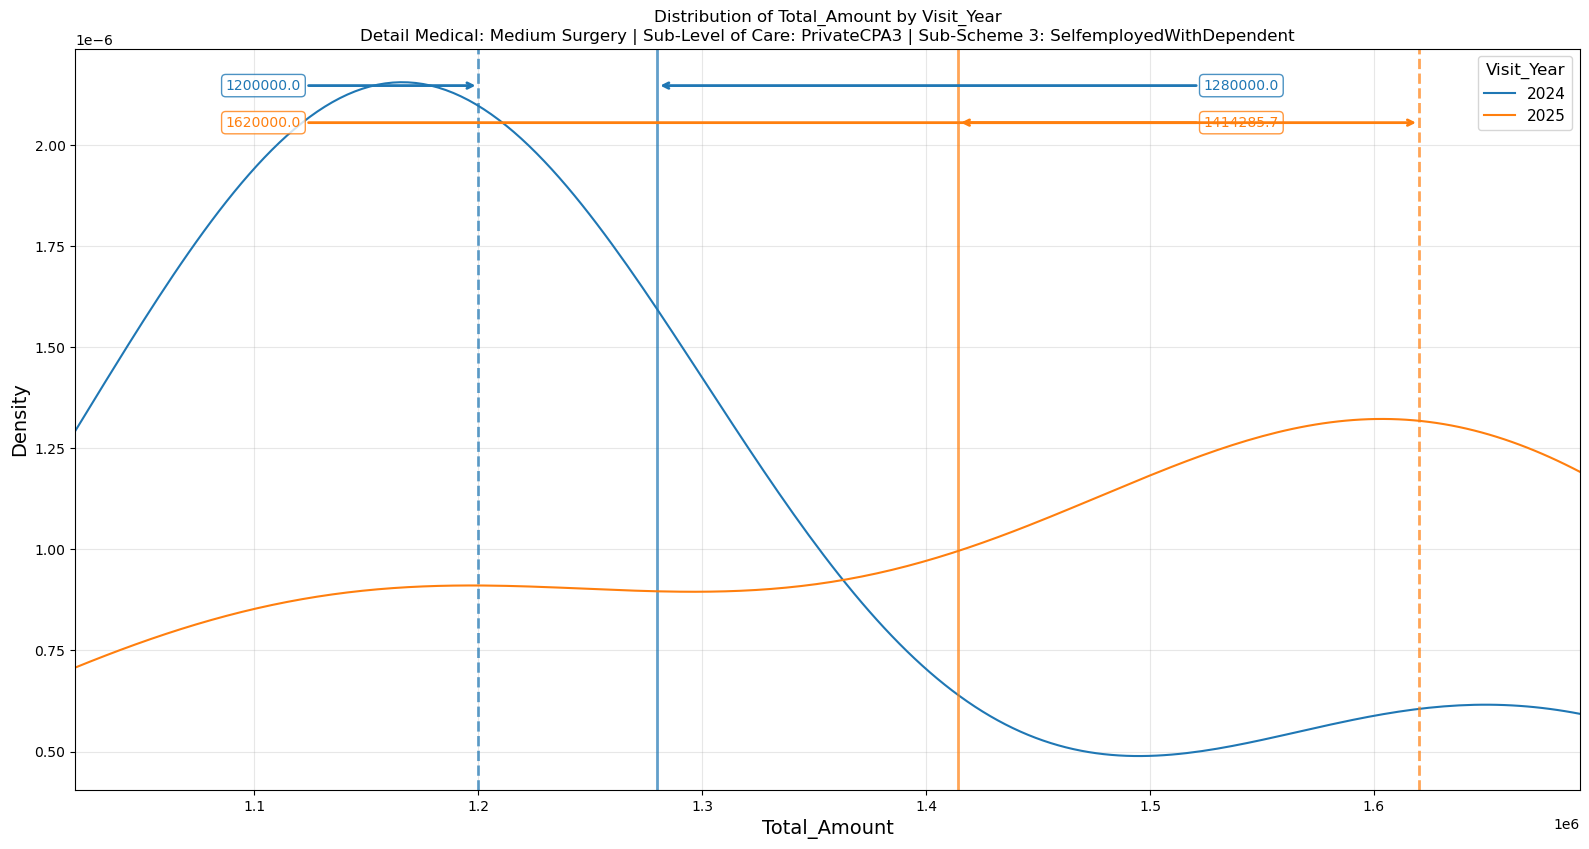 Distribution of Total_Amount by Visit_Year
Detail Medical: Medium Surgery | Sub-Level of Care: PrivateCPA3 | Sub-Scheme 3: SelfemployedWithDependent
1e−6
Visit_Year
2024
2025
1200000.0
1280000.0
1620000.0
1414285.7
2.00
1.75
1.50
1.25
1.00
0.75
0.50
Density
1.1
1.2
1.3
1.4
1.5
1.6
1e6
Total_Amount